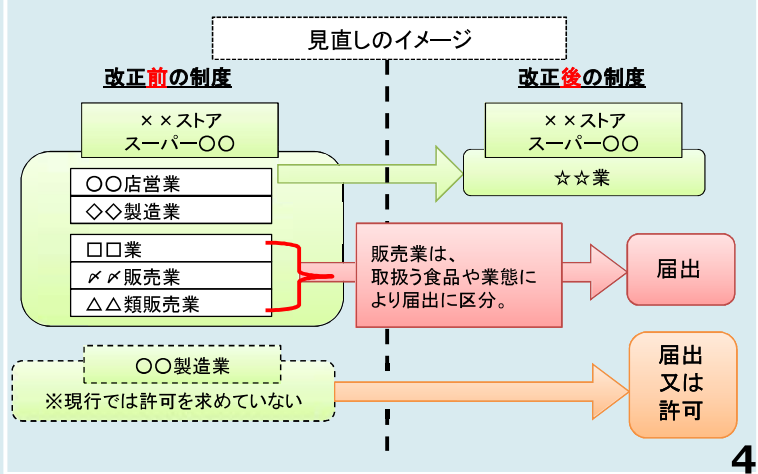 見直しのイメージ
改正前の制度
××ストア
スーパー〇〇
〇〇店営業
◇◇製造業
□□業
〆〆販売業
△△類販売業
〇〇製造業
※現行では許可を求めていない
販売業は、
取扱う食品や業態に
より届出に区分。
改正後の制度
××ストア
スーパー〇〇
☆☆業
届出
届出
又は
許可
4